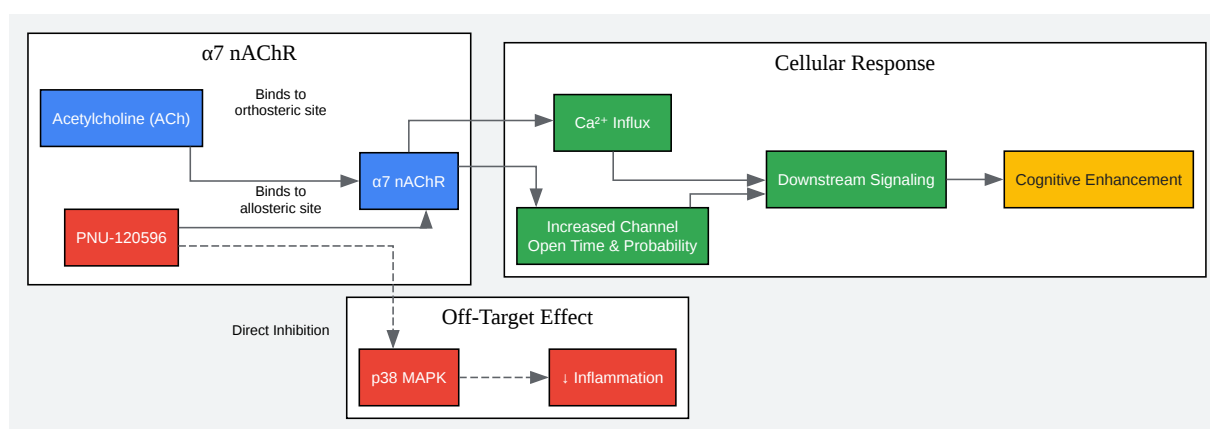 α7 nAChR
Binds to
orthosteric site
Acetylcholine (ACh)
α7 nAChR
Binds to
allosteric site
PNU-120596
Cellular Response
Ca²⁺ Influx
Downstream Signaling
Cognitive Enhancement
Increased Channel
Open Time & Probability
Off-Target Effect
Direct Inhibition
p38 MAPK
↓ Inflammation